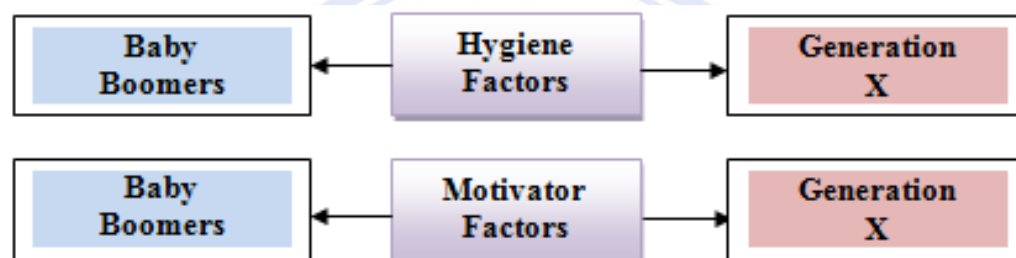 Baby
Boomers
Hygiene
Factors
Generation
X
Baby
Boomers
Motivator
Factors
Generation
X